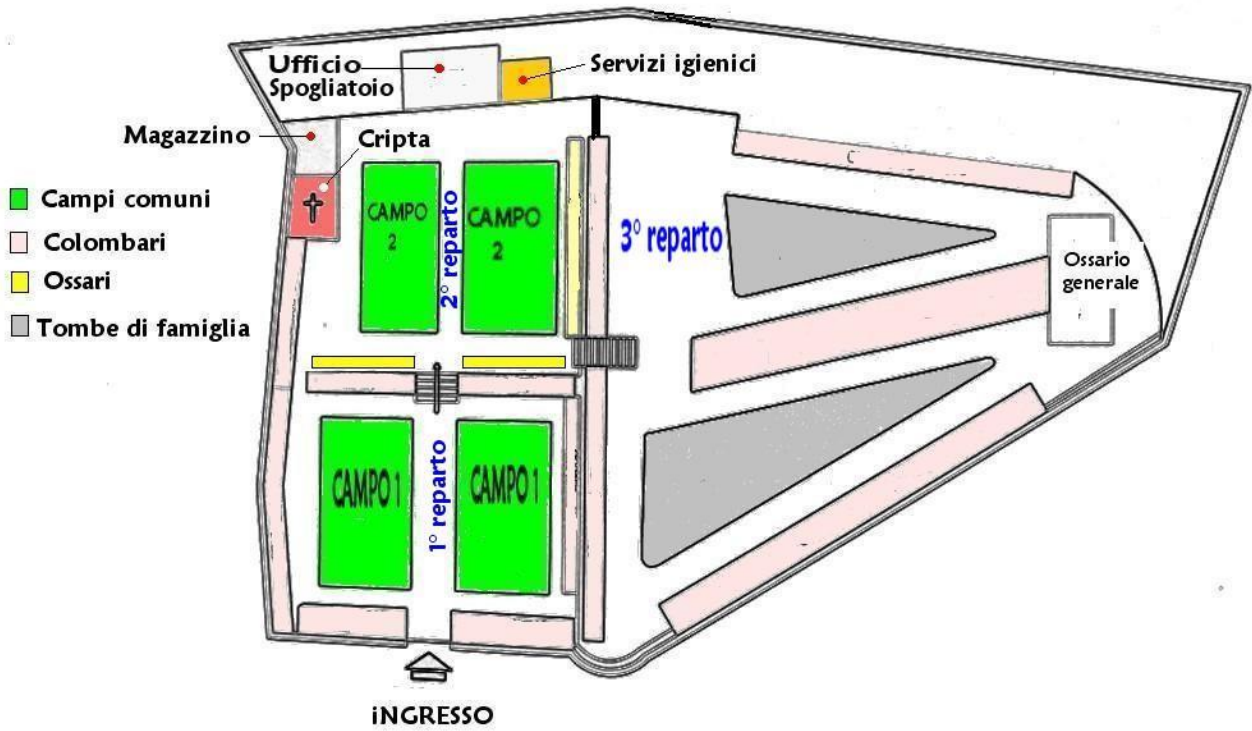 Ufficio
Spogliatoio
Servizi igienici
Magazzino
Cripta
Campi comuni
Colombari
Ossari
Tombe di famiglia
CAMPO
2
2° reparto
CAMPO
2
3° reparto
C
Ossario
generale
CAMPO 1
1° reparto
CAMPO 1
iNGRESSO